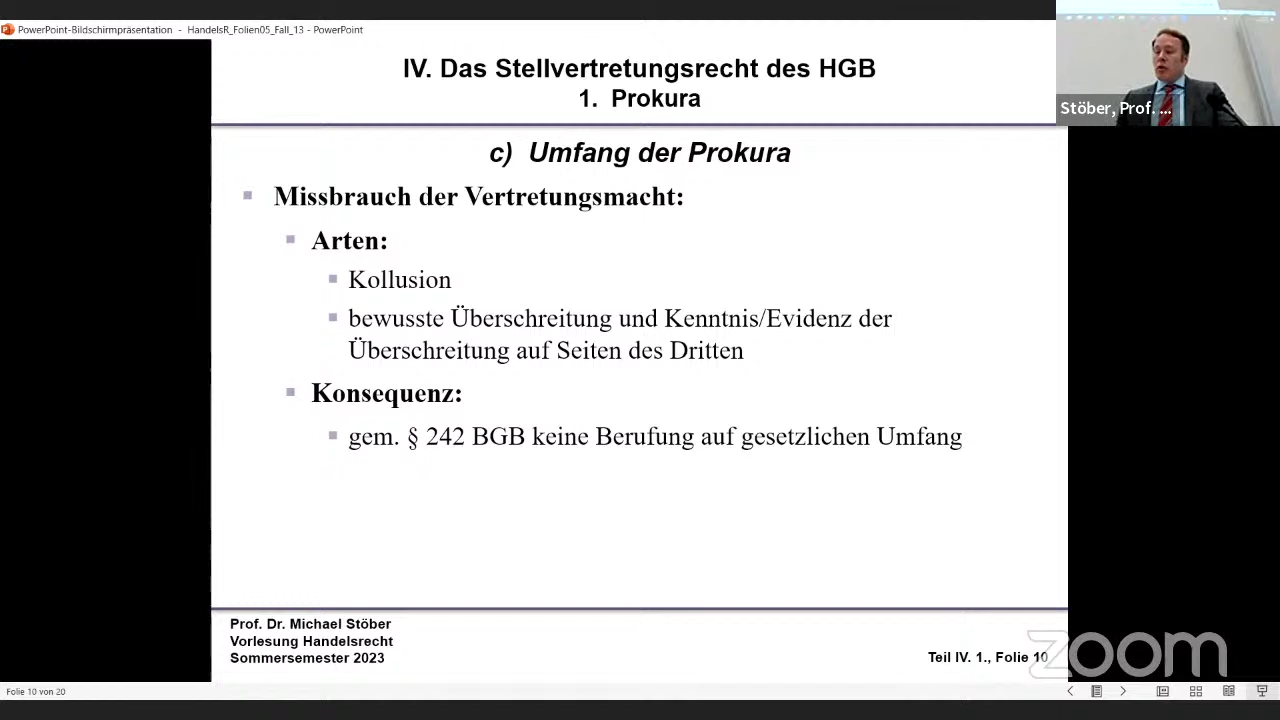 PowerPoint-Bildschirmpräsentation - HandelsR_Folien05_Fall_13 - PowerPoint
IV. Das Stellvertretungsrecht des HGB
1. Prokura
Stöber, Prof. ...
c) Umfang der Prokura
Missbrauch der Vertretungsmacht:
Arten:
Kollusion
bewusste Überschreitung und Kenntnis/Evidenz der
Überschreitung auf Seiten des Dritten
Konsequenz:
gem. § 242 BGB keine Berufung auf gesetzlichen Umfang
Prof. Dr. Michael Stöber
Vorlesung Handelsrecht
Sommersemester 2023
Teil IV. 1., Folie 10
zoom
Folie 10 von 20